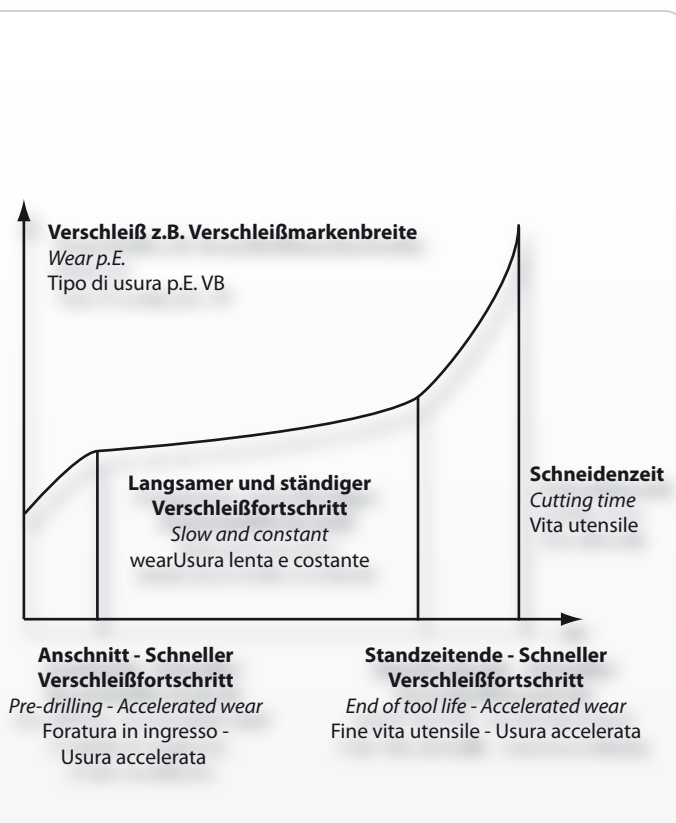 Verschleiß z.B. Verschleißmarkenbreite
Wear p.E.
Tipo di usura p.E. VB
Langsamer und ständiger
Verschleißfortschritt
Slow and constant
wearUsura lenta e costante
Schneidenzeit
Cutting time
Vita utensile
Anschnitt - Schneller
Verschleißfortschritt
Pre-drilling - Accelerated wear
Foratura in ingresso -
Usura accelerata
Standzeitende - Schneller
Verschleißfortschritt
End of tool life - Accelerated wear
Fine vita utensile - Usura accelerata